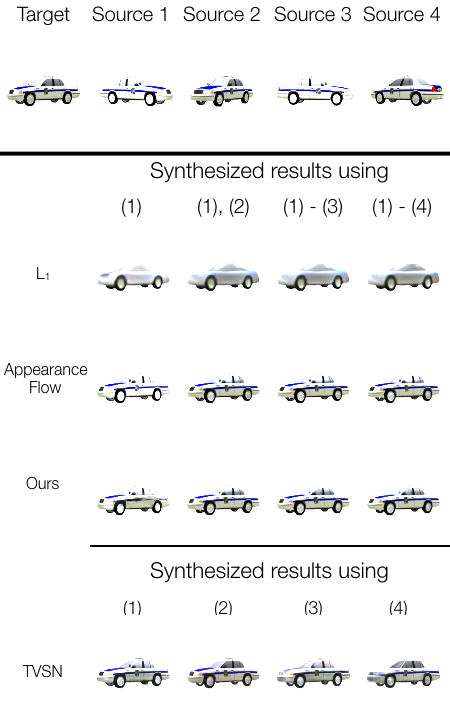 Target Source 1 Source 2 Source 3 Source 4
Synthesized results using
(1) (1), (2) (1) - (3) (1) - (4)
L₁
Appearance
Flow
Ours
Synthesized results using
(1) (2) (3) (4)
TVSN